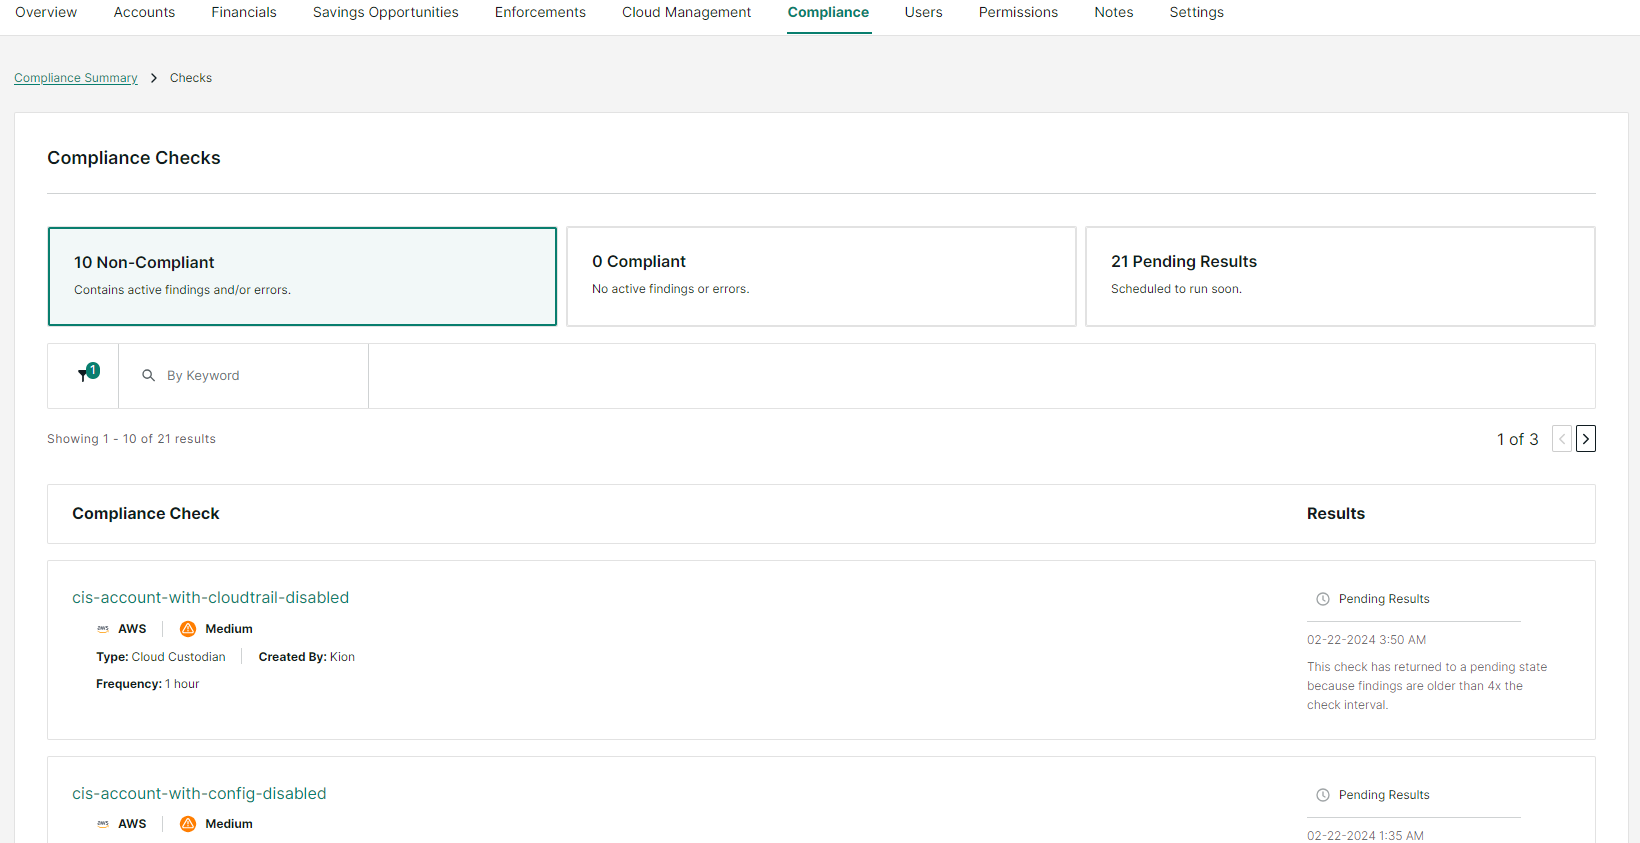 Overview Accounts Financials Savings Opportunities Enforcements Cloud Management Compliance Users Permissions Notes Settings
Compliance Summary > Checks
Compliance Checks
10 Non-Compliant
Contains active findings and/or errors.
0 Compliant
No active findings or errors.
21 Pending Results
Scheduled to run soon.
1
By Keyword
Showing 1 - 10 of 21 results
1 of 3
Compliance Check
Results
cis-account-with-cloudtrail-disabled
aws AWS Medium
Type: Cloud Custodian Created By: Kion
Frequency: 1 hour
Pending Results
02-22-2024 3:50 AM
This check has returned to a pending state
because findings are older than 4x the
check interval.
cis-account-with-config-disabled
aws AWS Medium
Pending Results
02-22-2024 1:35 AM